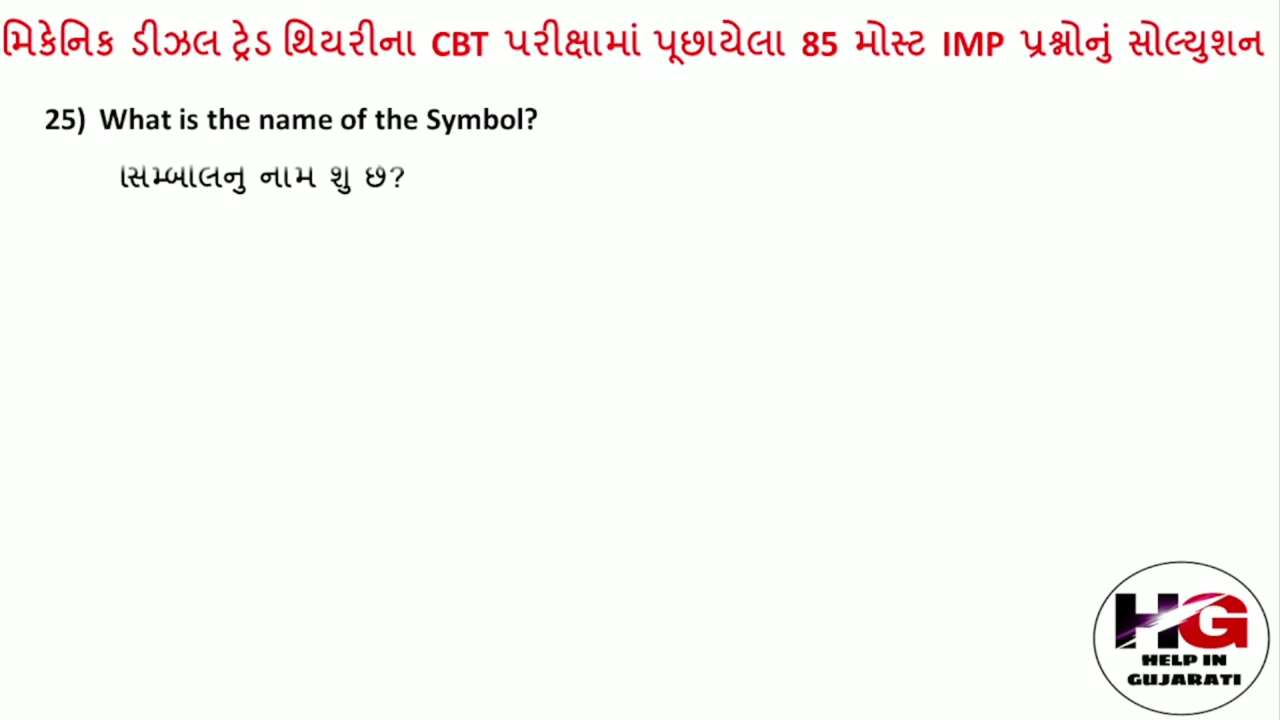 મિકેનિક ડીઝલ ટ્રેડ થિયરીના CBT પરીક્ષામાં પૂછાયેલા 85 મોસ્ટ IMP પ્રશ્નોનું સોલ્યુશન
25) What is the name of the Symbol?
સિમ્બોલનુ નામ શુ છે?
HG
HELP IN
GUJARATI